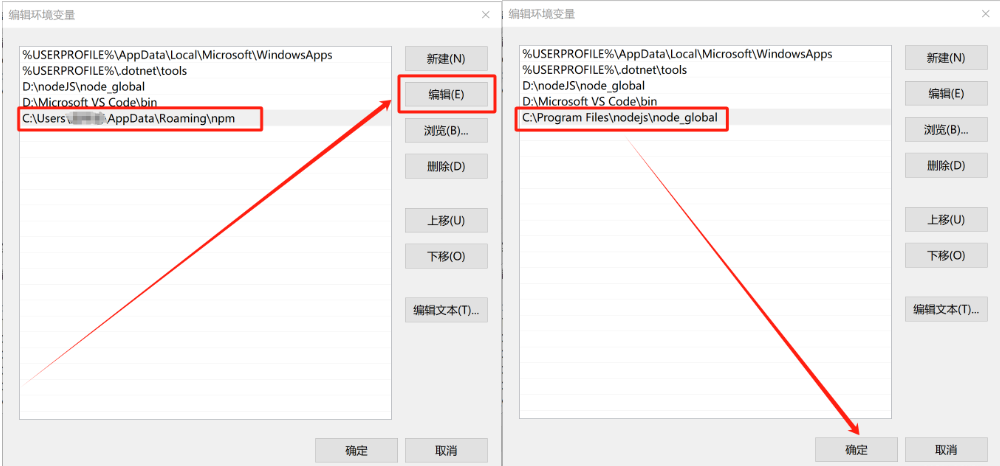 编辑环境变量
%USERPROFILE%\AppData\Local\Microsoft\WindowsApps
%USERPROFILE%\.dotnet\tools
D:\nodeJS\node_global
D:\Microsoft VS Code\bin
C:\Users\ \AppData\Roaming\npm
新建(N)
编辑(E)
浏览(B)...
删除(D)
上移(U)
下移(O)
编辑文本(T)...
确定
取消
编辑环境变量
%USERPROFILE%\AppData\Local\Microsoft\WindowsApps
%USERPROFILE%\.dotnet\tools
D:\nodeJS\node_global
D:\Microsoft VS Code\bin
C:\Program Files\nodejs\node_global
新建(N)
编辑(E)
浏览(B)...
删除(D)
上移(U)
下移(O)
编辑文本(T)...
确定
取消